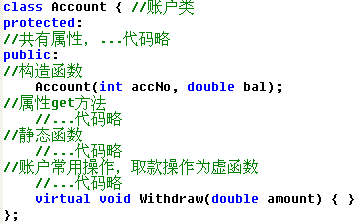 class Account { //账户类
protected:
//共有属性，...代码略
public:
//构造函数
Account(int accNo, double bal);
//属性get方法
//...代码略
//静态函数
//...代码略
//账户常用操作，取款操作为虚函数
//...代码略
virtual void Withdraw(double amount) { }
};